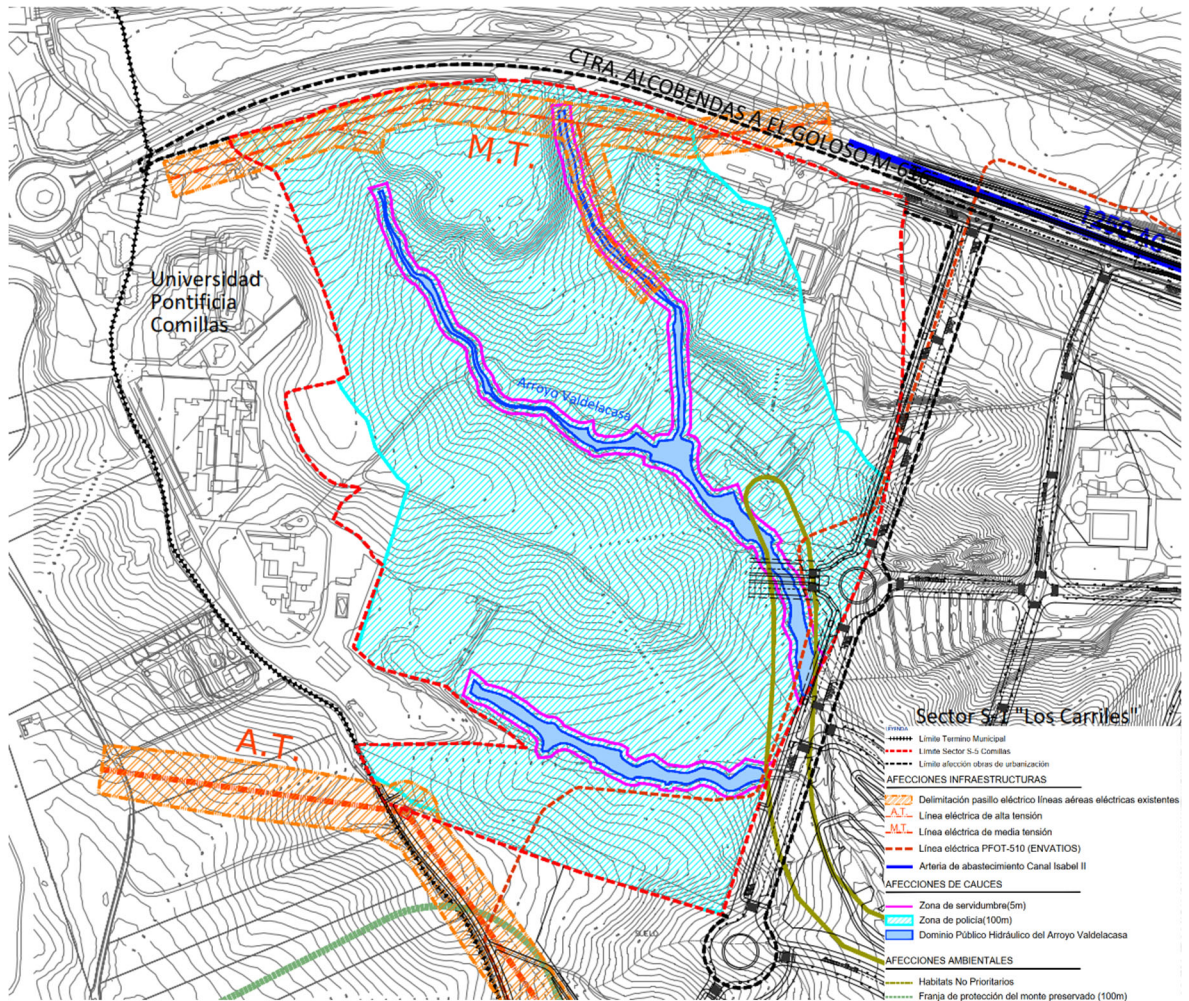 CTRA. ALCOBENDAS A EL GOLOSO M-616.
M.T.
1250 AC
Universidad
Pontificia
Comillas
Arroyo Valdelacasa
A.T.
Sector S-1 "Los Carriles"
LEYENDA
Límite Termino Municipal
Límite Sector S-5 Comillas
Límite afección obras de urbanización
AFECCIONES INFRAESTRUCTURAS
Delimitación pasillo eléctrico líneas aéreas eléctricas existentes
A.T. Línea eléctrica de alta tensión
M.T. Línea eléctrica de media tensión
Línea eléctrica PFOT-510 (ENVATIOS)
Arteria de abastecimiento Canal Isabel II
AFECCIONES DE CAUCES
Zona de servidumbre(5m)
Zona de policía(100m)
Dominio Público Hidráulico del Arroyo Valdelacasa
SUELO
AFECCIONES AMBIENTALES
Habitats No Prioritarios
Franja de protección del monte preservado (100m)